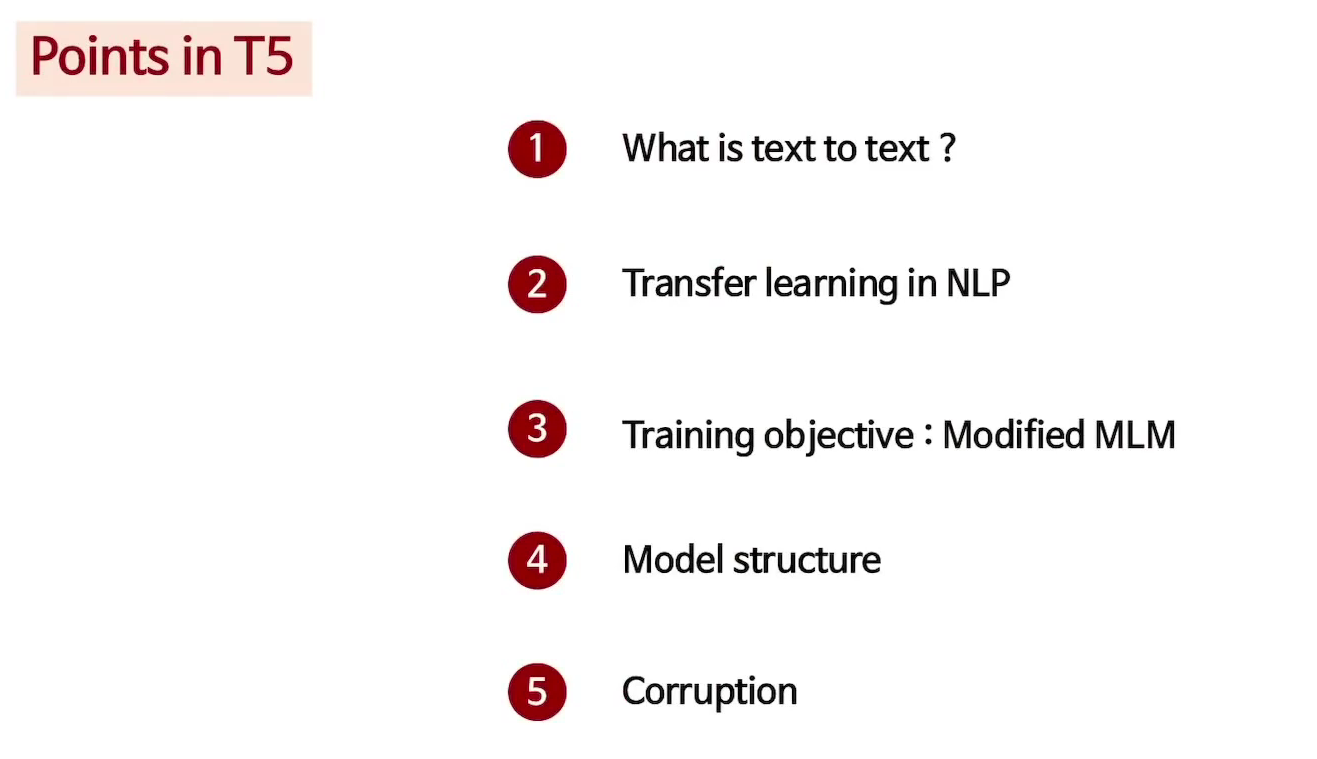 Points in T5
1 What is text to text ?
2 Transfer learning in NLP
3 Training objective : Modified MLM
4 Model structure
5 Corruption